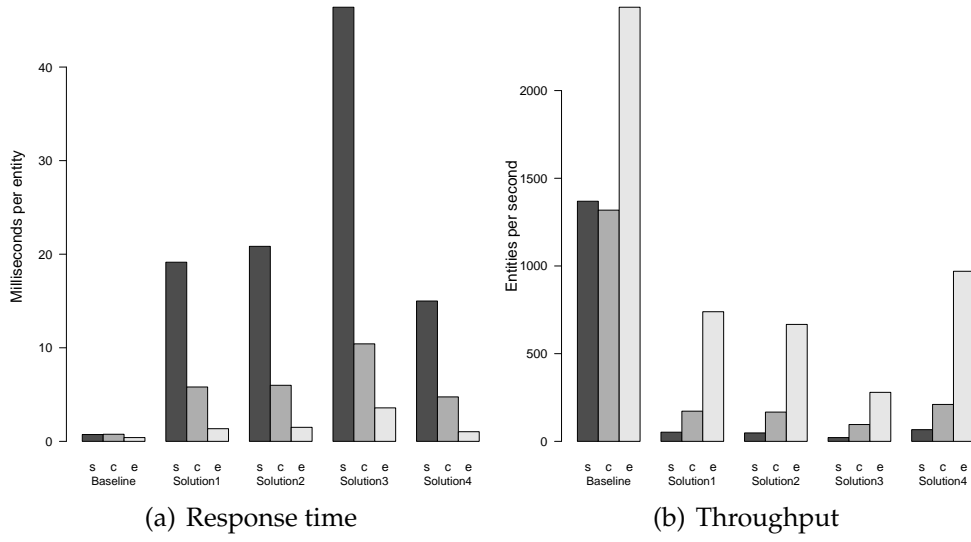 Milliseconds per entity
40
30
20
10
0
s c e s c e s c e s c e s c e
Baseline Solution1 Solution2 Solution3 Solution4
(a) Response time
Entities per second
2000
1500
1000
500
0
s c e s c e s c e s c e s c e
Baseline Solution1 Solution2 Solution3 Solution4
(b) Throughput